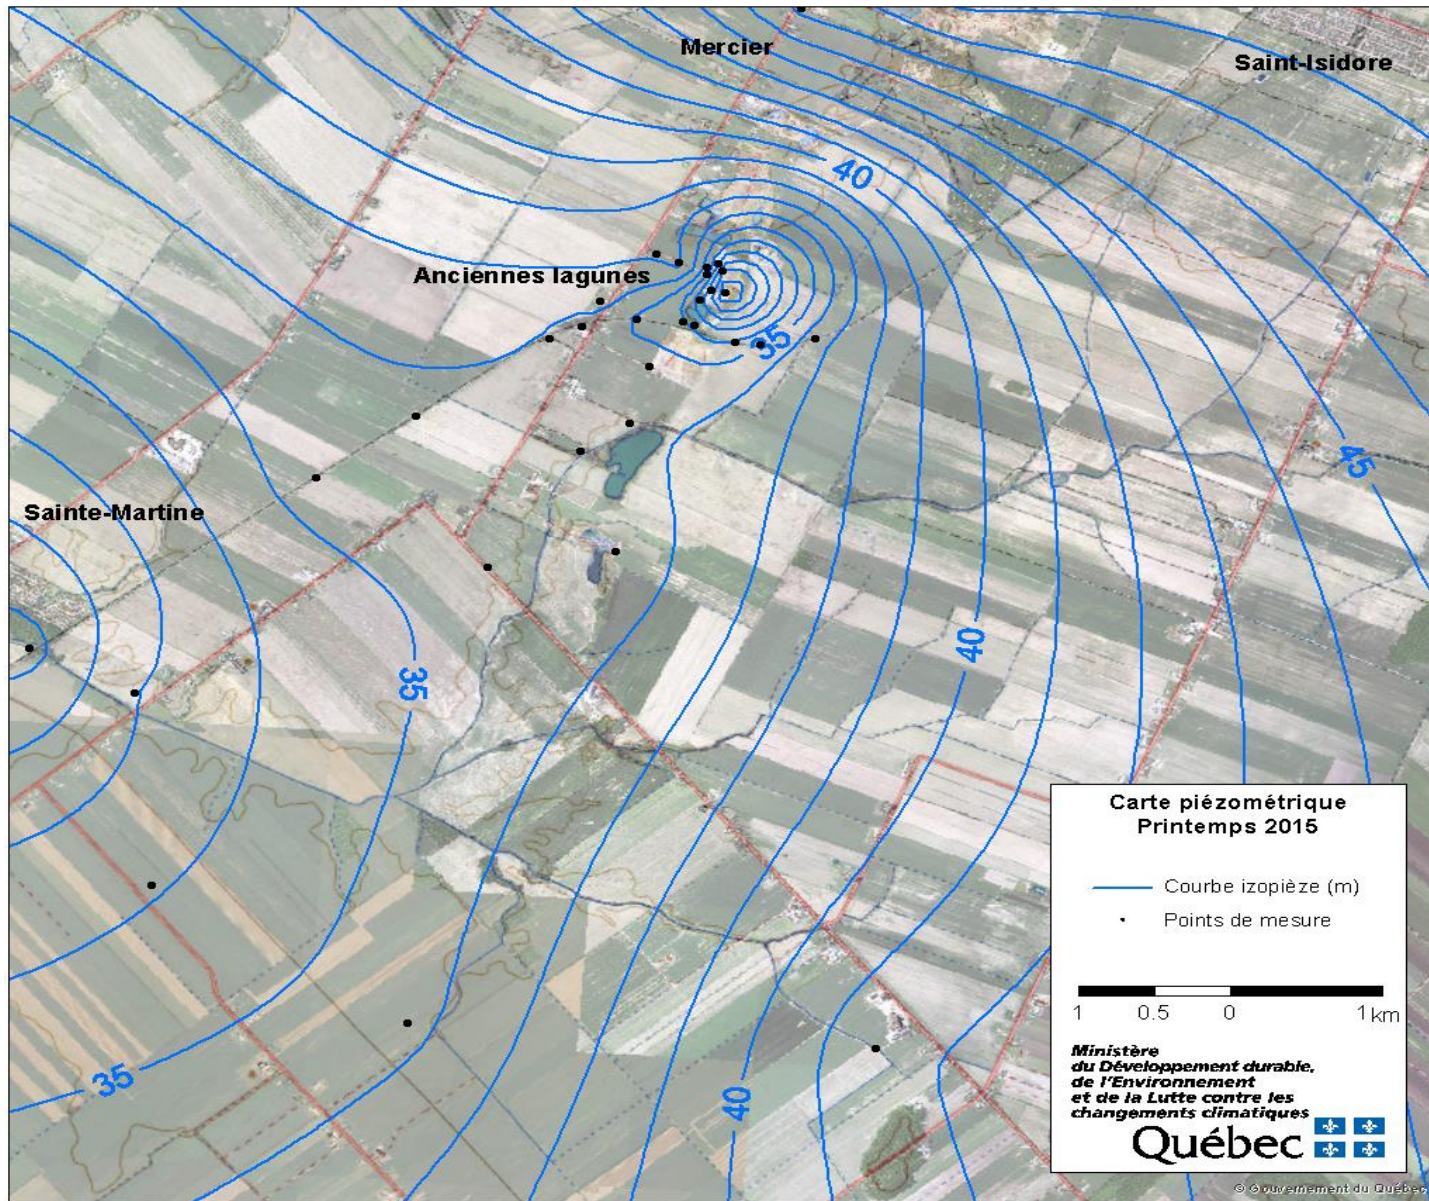 Mercier
Saint-Isidore
40
Anciennes lagunes
35
45
Sainte-Martine
40
35
35
40
Carte piézométrique
Printemps 2015
Courbe izopièze (m)
Points de mesure
1 0.5 0 1 km
Ministère
du Développement durable,
de l'Environnement
et de la Lutte contre les
changements climatiques
Québec
© Gouvernement du Québec